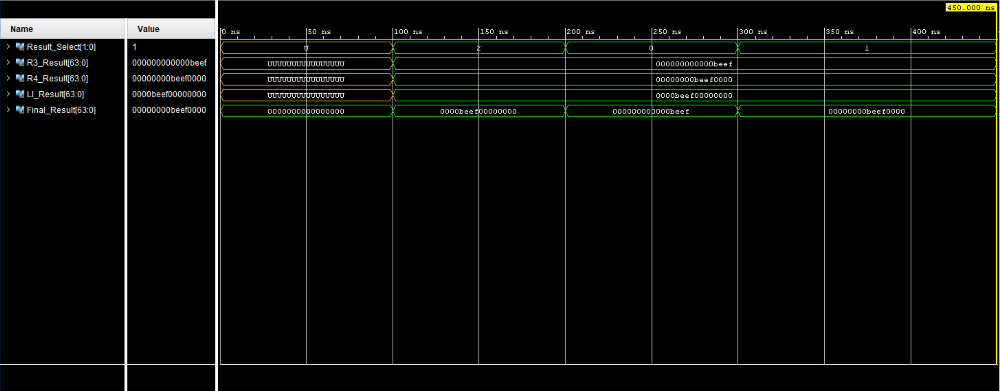 450.000 ns
Name Value
0 ns 50 ns 100 ns 150 ns 200 ns 250 ns 300 ns 350 ns 400 ns
Result_Select[1:0] 1 U 2 0 1
R3_Result[63:0] 000000000000beef UUUUUUUUUUUUUUUU 000000000000beef
R4_Result[63:0] 00000000beef0000 UUUUUUUUUUUUUUUU 00000000beef0000
LI_Result[63:0] 0000beef00000000 UUUUUUUUUUUUUUUU 0000beef00000000
Final_Result[63:0] 00000000beef0000 0000000000000000 0000beef00000000 000000000000beef 00000000beef0000